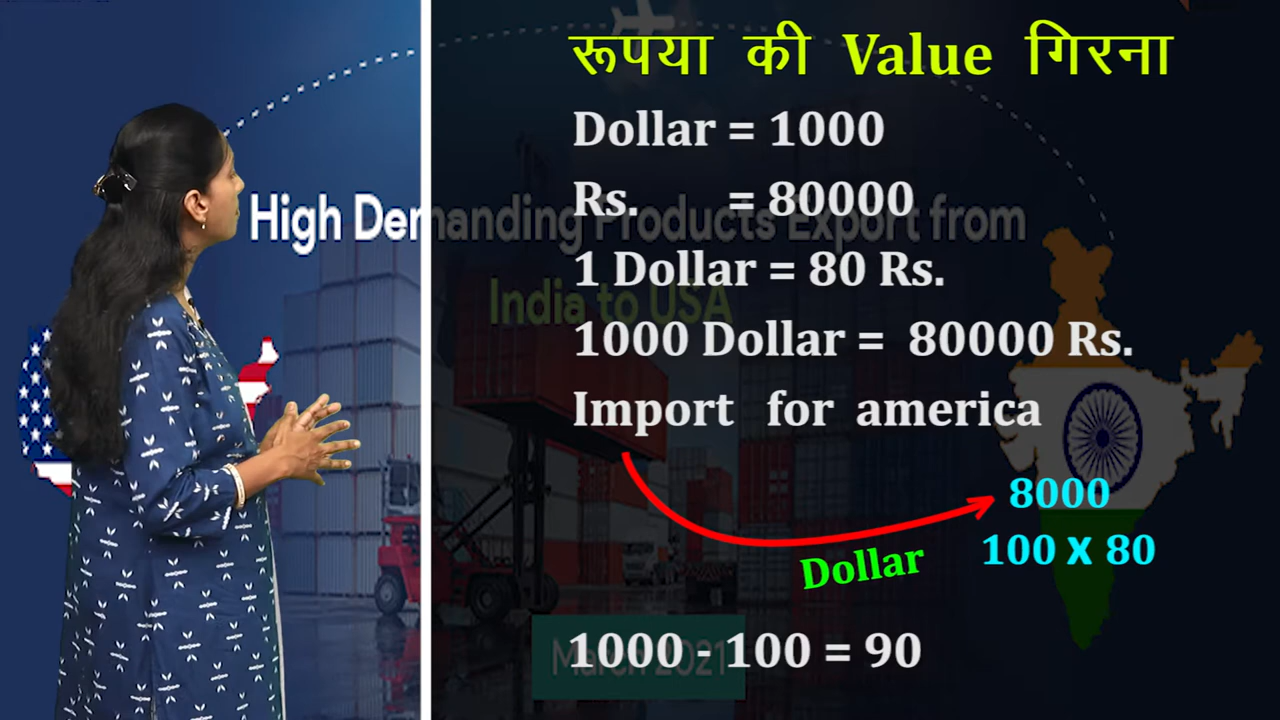 रूपया की Value गिरना
Dollar = 1000
Rs. = 80000
High Demanding Products Export from
1 Dollar = 80 Rs.
India to USA
1000 Dollar = 80000 Rs.
Import for america
8000
100 x 80
Dollar
1000 - 100 = 90
March 2021